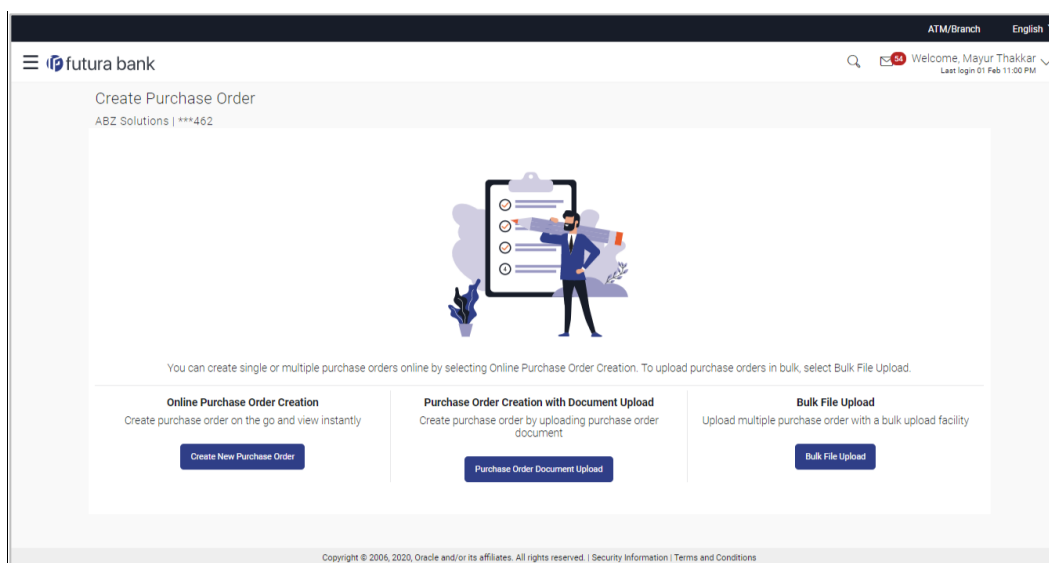 ATM/Branch English
futura bank
54
Welcome, Mayur Thakkar
Last login 01 Feb 11:00 PM
Create Purchase Order
ABZ Solutions | ***462
4
You can create single or multiple purchase orders online by selecting Online Purchase Order Creation. To upload purchase orders in bulk, select Bulk File Upload.
Online Purchase Order Creation
Create purchase order on the go and view instantly
Create New Purchase Order
Purchase Order Creation with Document Upload
Create purchase order by uploading purchase order
document
Purchase Order Document Upload
Bulk File Upload
Upload multiple purchase order with a bulk upload facility
Bulk File Upload
Copyright © 2006, 2020, Oracle and/or its affiliates. All rights reserved. | Security Information | Terms and Conditions